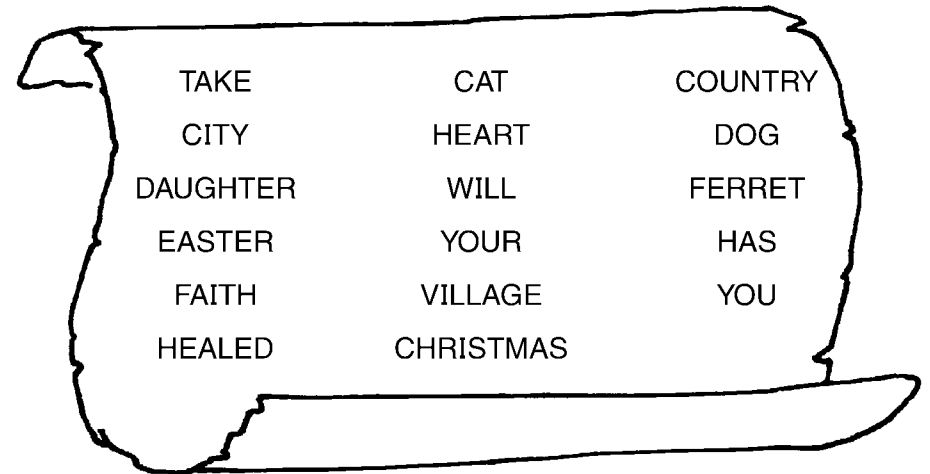 TAKE CAT COUNTRY
CITY HEART DOG
DAUGHTER WILL FERRET
EASTER YOUR HAS
FAITH VILLAGE YOU
HEALED CHRISTMAS